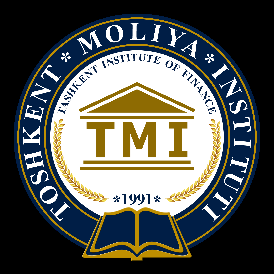 TOSHKENT * MOLIYA * INSTITUTI
TASHKENT INSTITUTE OF FINANCE
TMI
*1991*